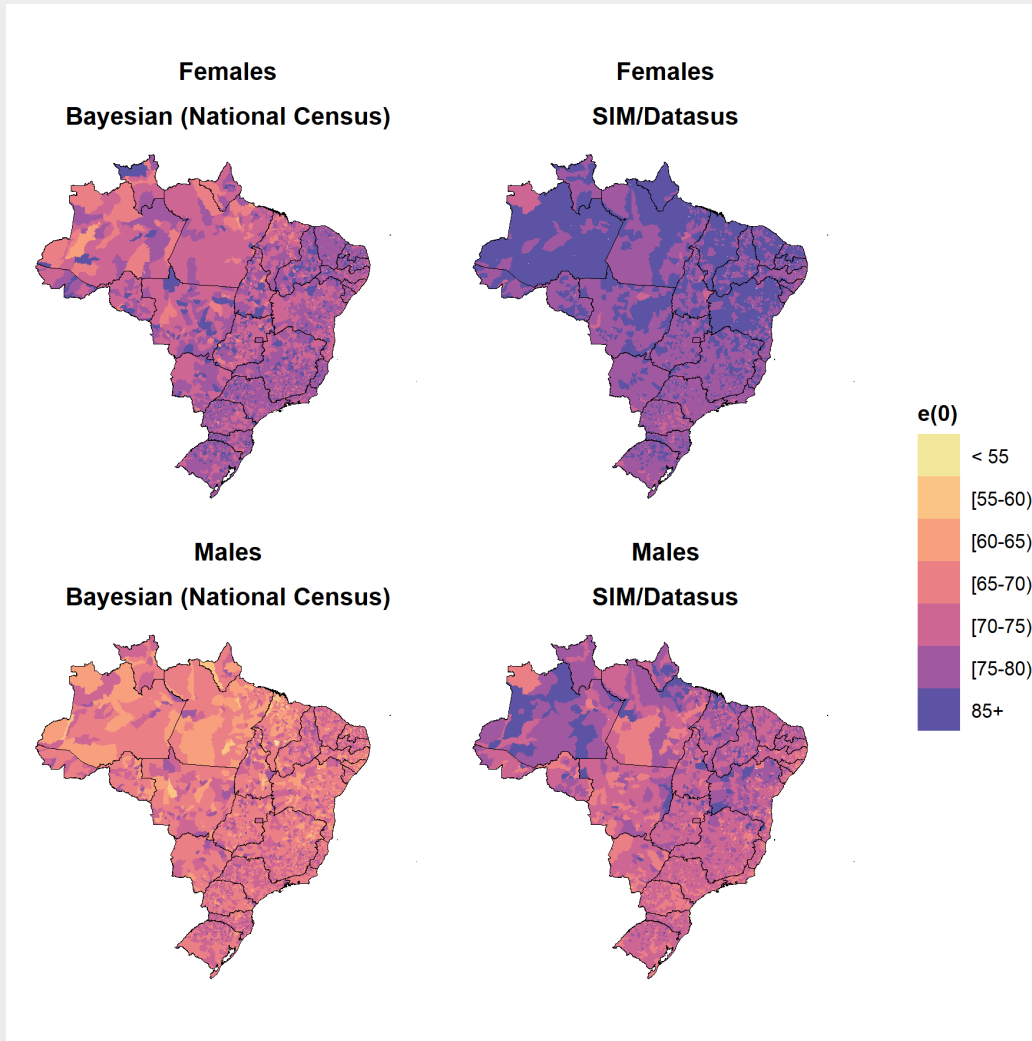 Females
Bayesian (National Census)
Females
SIM/Datasus
Males
Bayesian (National Census)
Males
SIM/Datasus
e(0)
< 55
[55-60)
[60-65)
[65-70)
[70-75)
[75-80)
85+